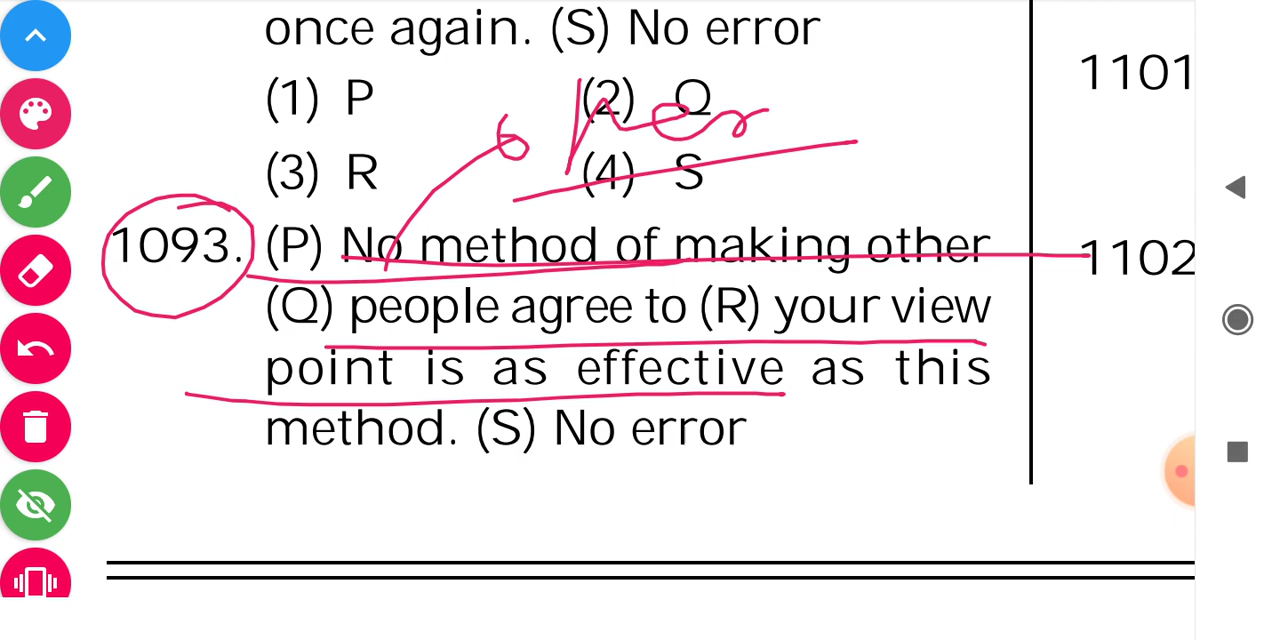 once again. (S) No error
(1) P (2) Q
(3) R (4) S
1093. (P) No method of making other
(Q) people agree to (R) your view
point is as effective as this
method. (S) No error
1101
1102